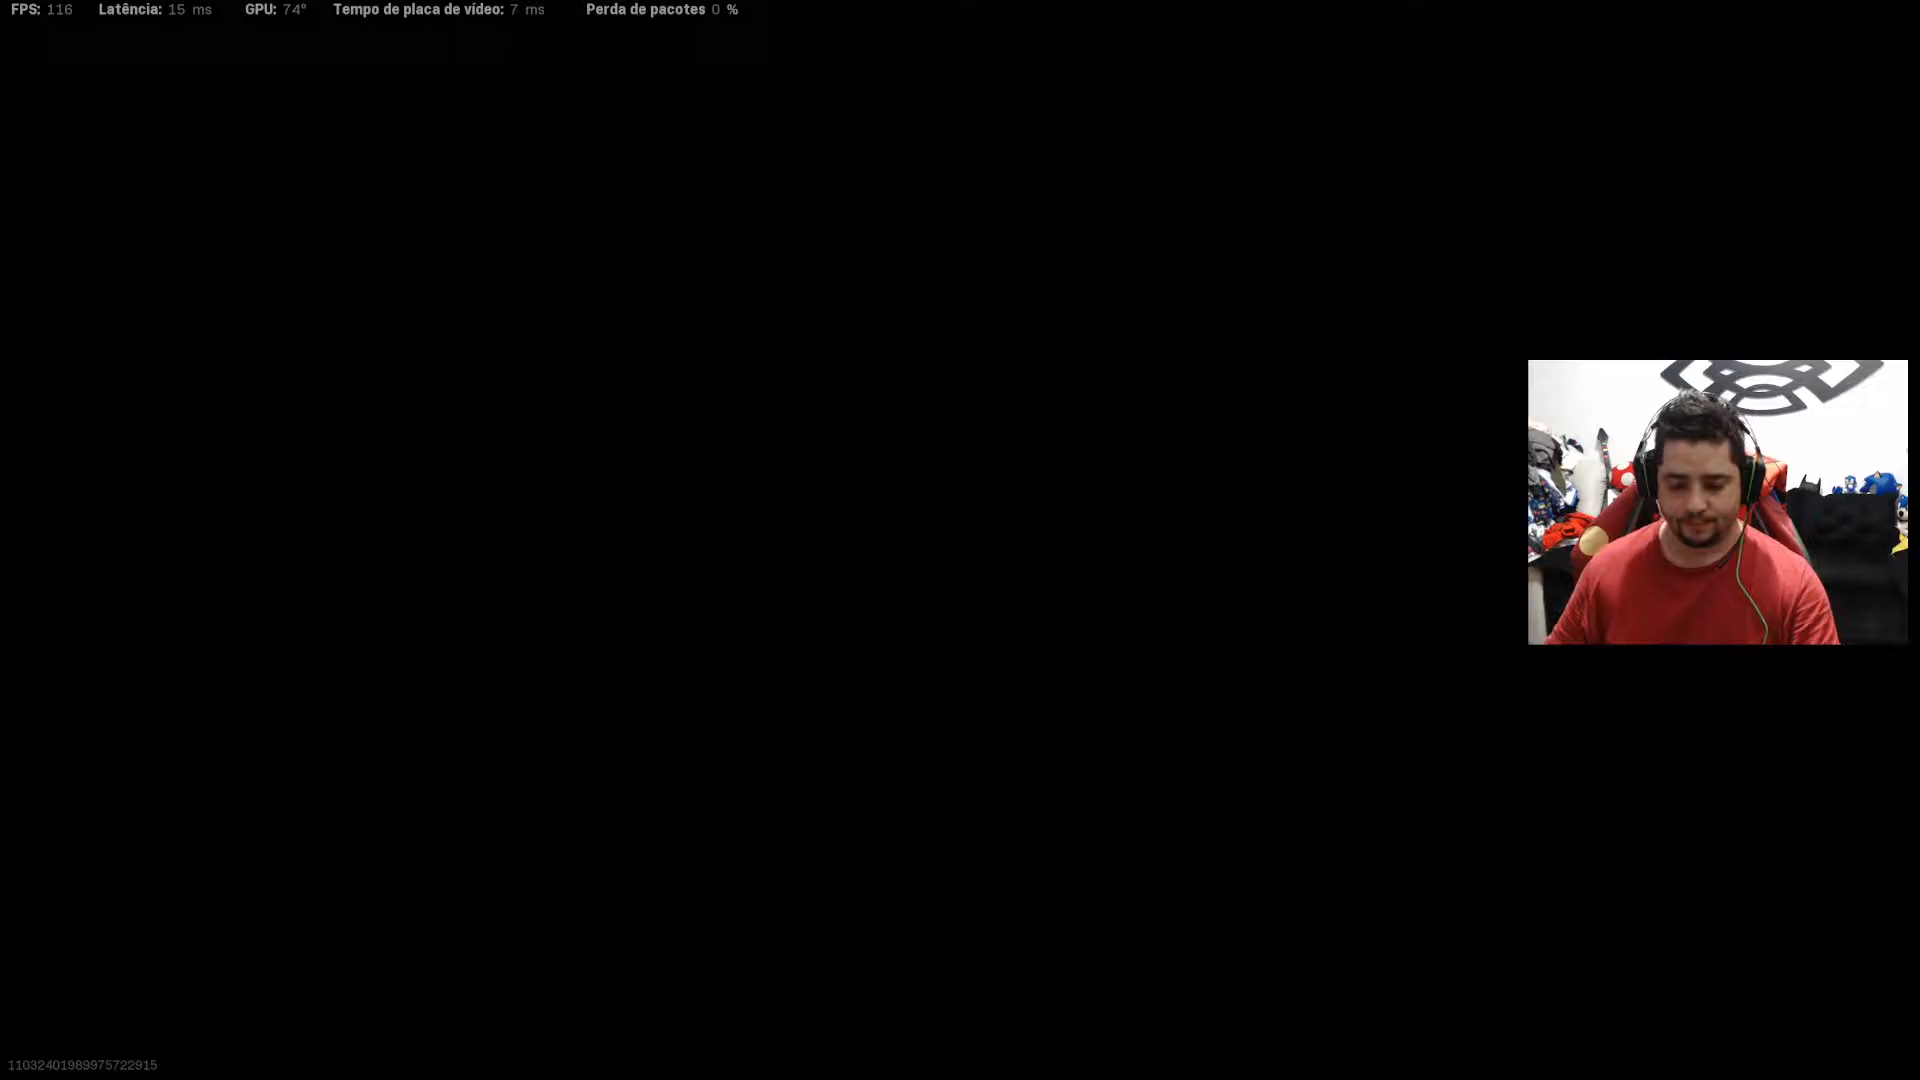 FPS: 116 Latência: 15 ms GPU: 74° Tempo de placa de vídeo: 7 ms Perda de pacotes 0 %
11032401989975722915